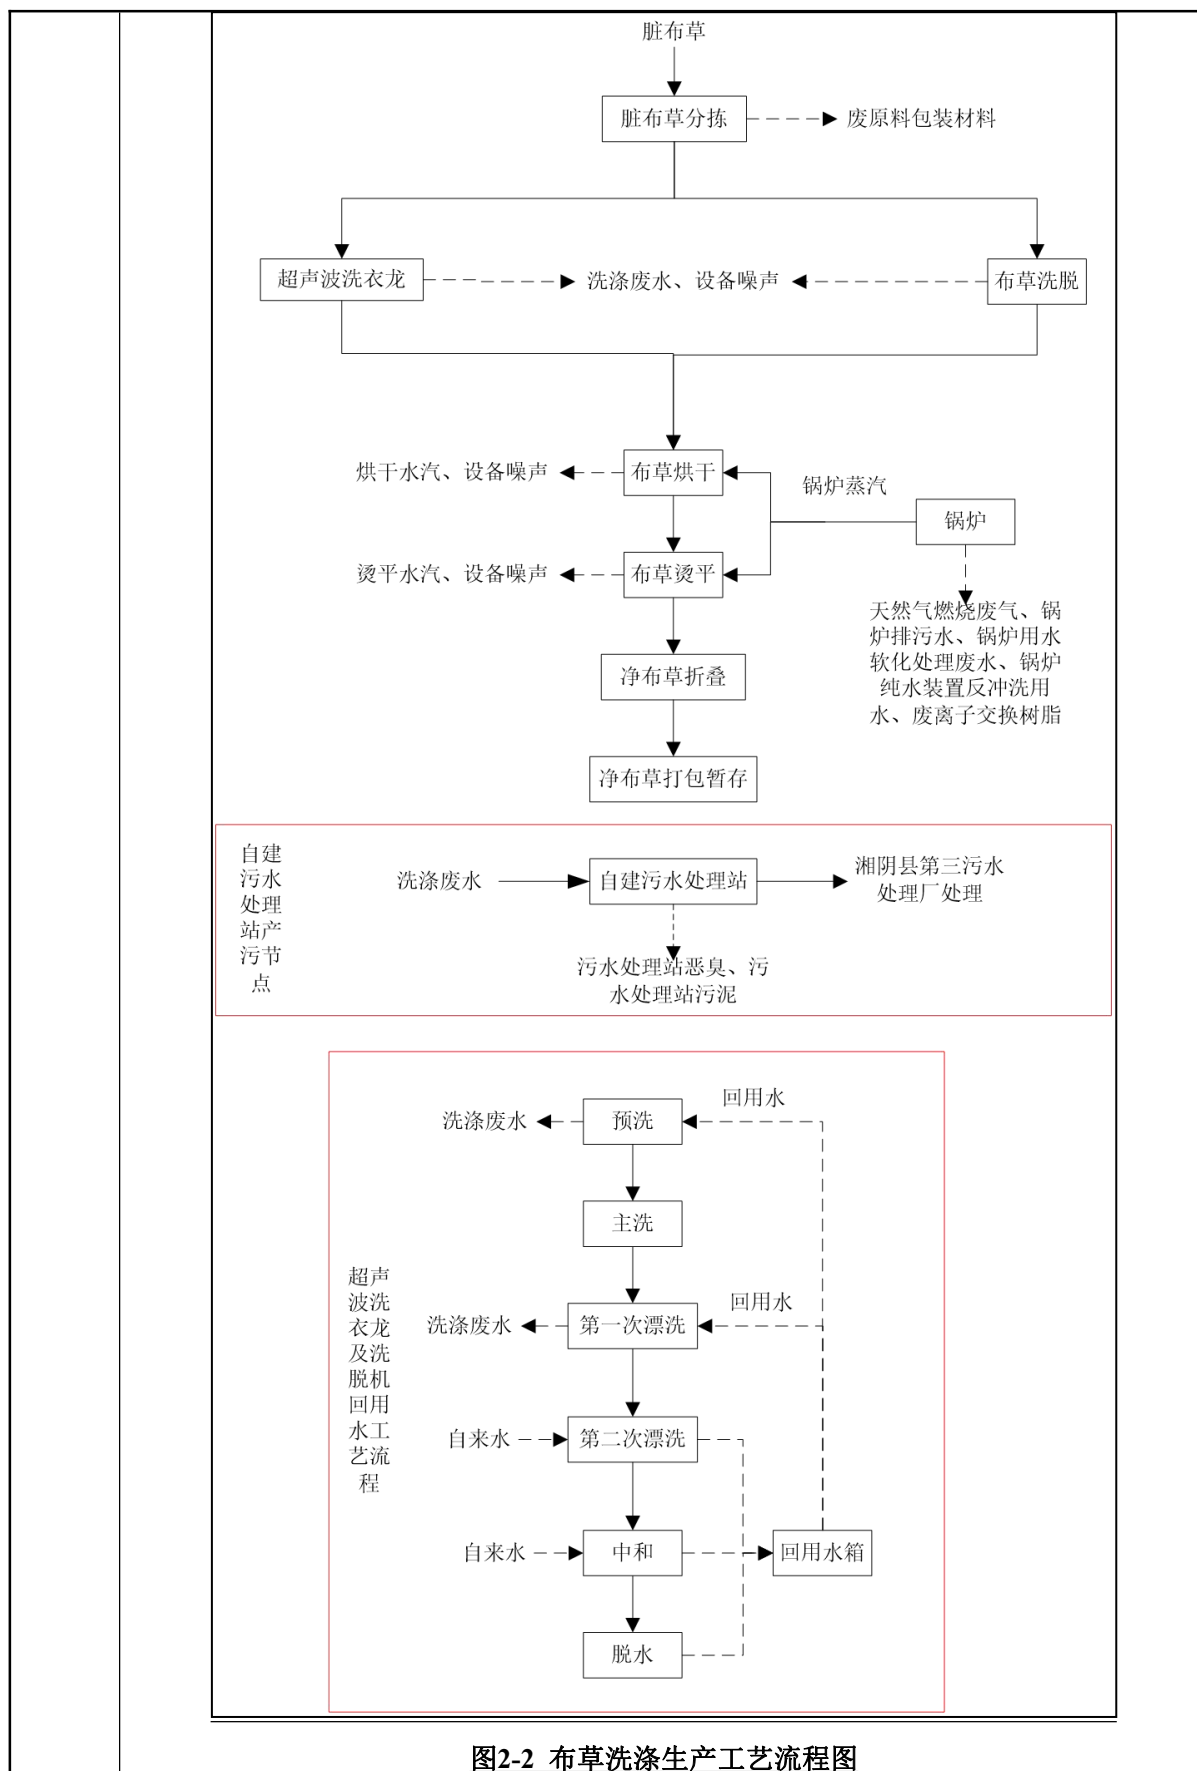 脏布草
脏布草分拣
废原料包装材料
超声波洗衣龙
洗涤废水、设备噪声
布草洗脱
烘干水汽、设备噪声
布草烘干
锅炉蒸汽
锅炉
烫平水汽、设备噪声
布草烫平
天然气燃烧废气、锅
炉排污水、锅炉用水
软化处理废水、锅炉
纯水装置反冲洗用
水、废离子交换树脂
净布草折叠
净布草打包暂存
自建
污水
处理
站产
污节
点
洗涤废水
自建污水处理站
湘阴县第三污水
处理厂处理
污水处理站恶臭、污
水处理站污泥
回用水
洗涤废水
预洗
主洗
超声
波洗
衣龙
及洗
脱机
回用
水工
艺流
程
回用水
洗涤废水
第一次漂洗
自来水
第二次漂洗
自来水
中和
回用水箱
脱水
图2-2 布草洗涤生产工艺流程图